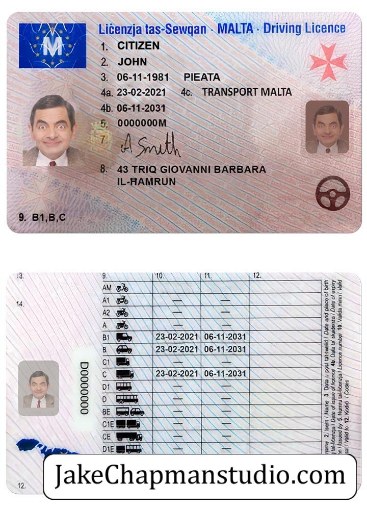 Liċenzja tas-Sewqan - MALTA - Driving Licence
M
1. CITIZEN
2. JOHN
3. 06-11-1981 PIEATA
4a. 23-02-2021 4c. TRANSPORT MALTA
4b. 06-11-2031
5. 0000000M
7. A Smith
8. 43 TRIQ GIOVANNI BARBARA
IL-ĦAMRUN
9. B1,B,C
13. 9. 10. 11. 12.
AM — —
A1 — —
A2 — —
A — —
B1 23-02-2021 06-11-2031
B 23-02-2021 06-11-2031
C1
C 23-02-2021 06-11-2031
D1 — —
D — —
BE — —
C1E — —
CE — —
D1E — —
14.
D0000000
12.
JakeChapmanstudio.com